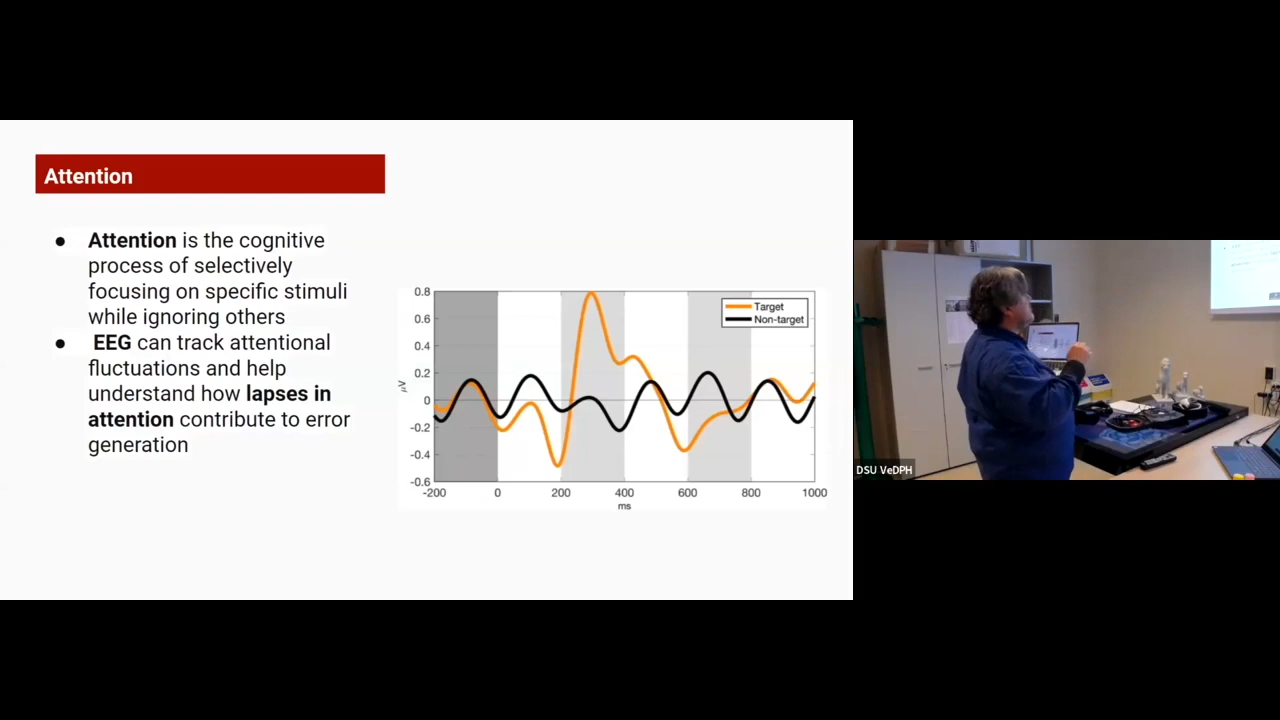 Attention
● Attention is the cognitive
process of selectively
focusing on specific stimuli
while ignoring others
● EEG can track attentional
fluctuations and help
understand how lapses in
attention contribute to error
generation
0.8
0.6
0.4
0.2
0
-0.2
-0.4
-0.6
μV
Target
Non-target
-200 0 200 400 600 800 1000
ms
DSU VeDPH